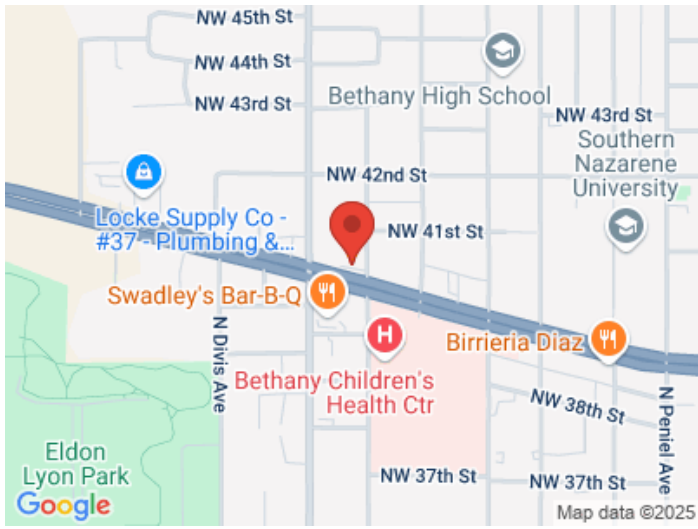 NW 45th St
NW 44th St
NW 43rd St
Bethany High School
NW 43rd St
Southern
Nazarene
University
NW 42nd St
Locke Supply Co -
#37 - Plumbing &...
NW 41st St
Swadley's Bar-B-Q
H
Birrieria Diaz
N Divis Ave
Bethany Children's
Health Ctr
NW 38th St
N Peniel Ave
Eldon
Lyon Park
NW 37th St
NW 37th St
Google
Map data ©2025